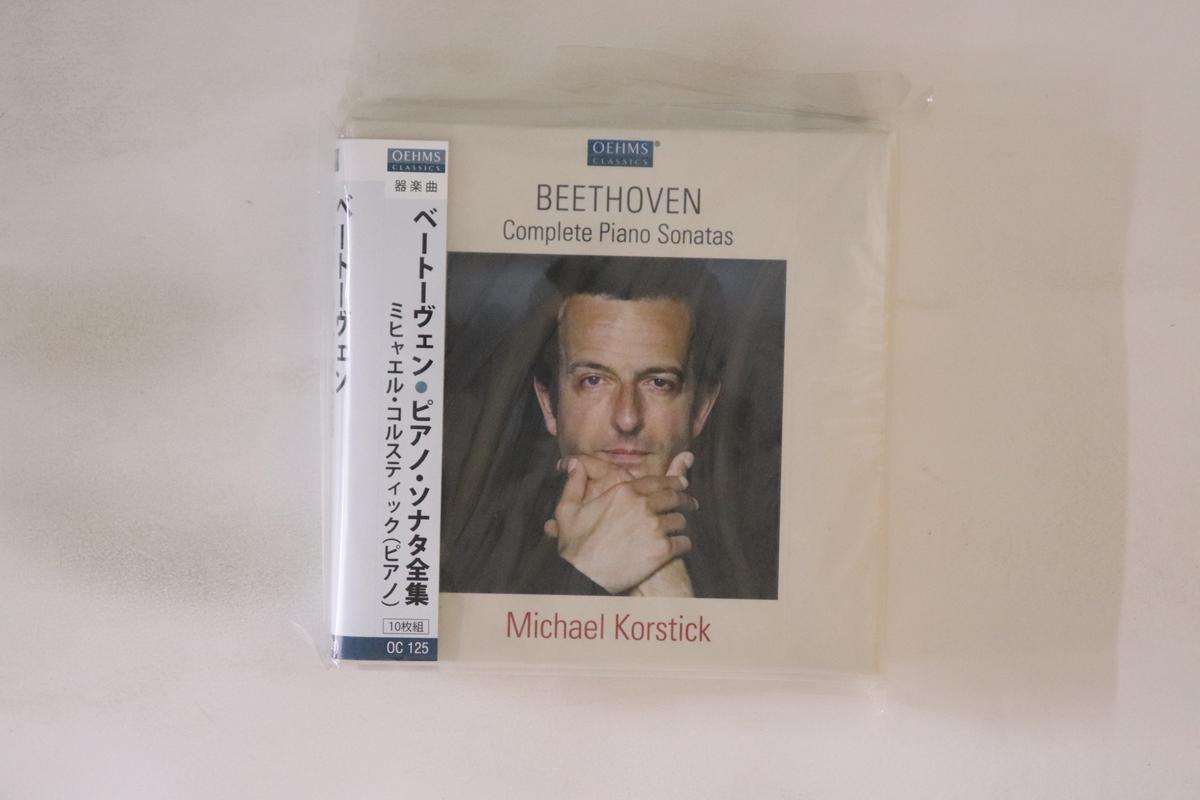 OEHMS
CLASSICS
器楽曲
ベートーヴェン●ピアノ・ソナタ全集
ミヒャエル・コルスティック(ピアノ)
10枚組
OC 125
ベートーヴェン
OEHMS
CLASSICS
BEETHOVEN
Complete Piano Sonatas
Michael Korstick